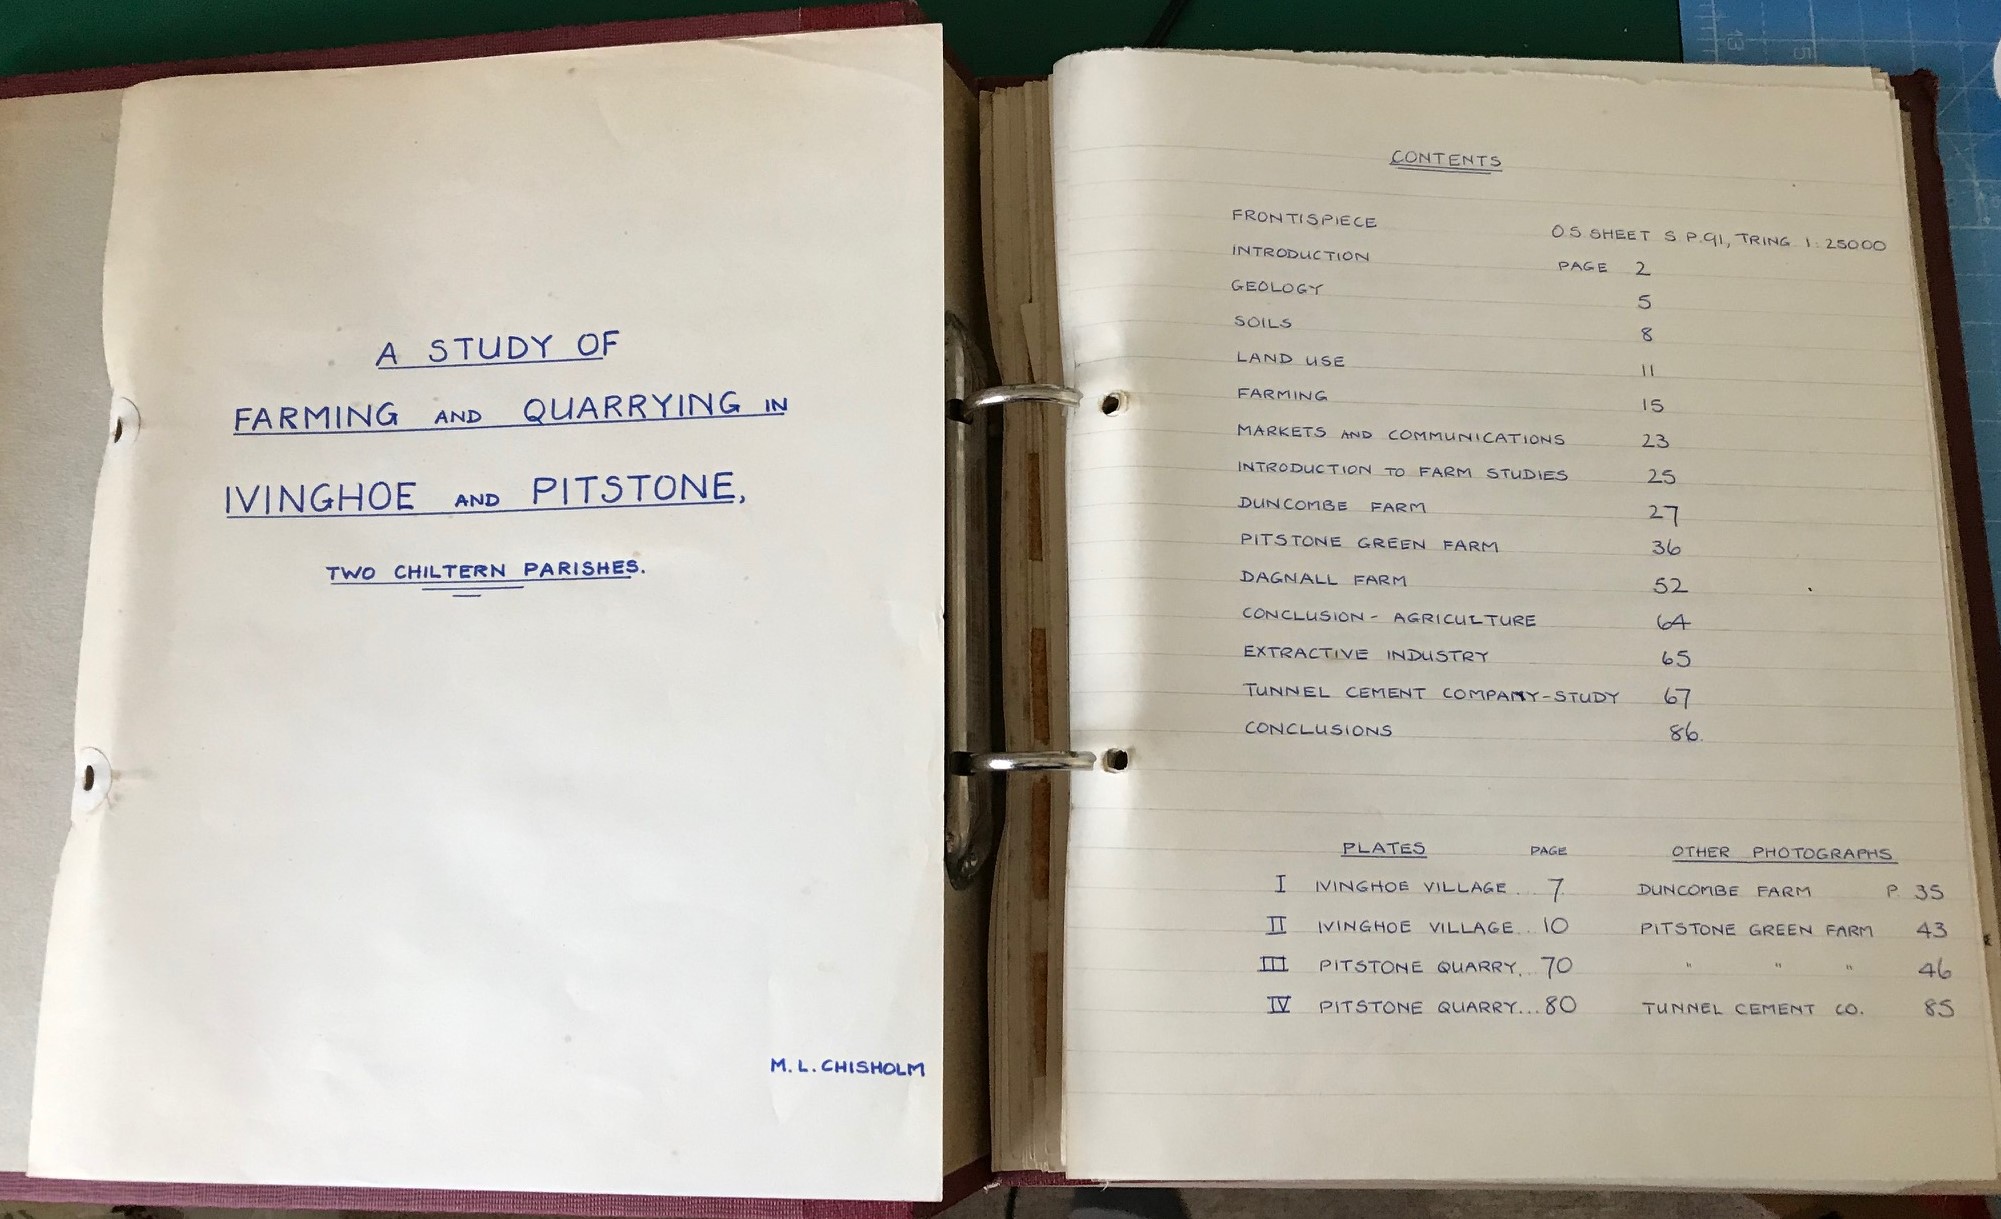 A STUDY OF
FARMING AND QUARRYING IN
IVINGHOE AND PITSTONE,
TWO CHILTERN PARISHES.
M. L. CHISHOLM
CONTENTS
FRONTISPIECE O.S SHEET S P.91, TRING 1:25000
INTRODUCTION PAGE 2
GEOLOGY 5
SOILS 8
LAND USE 11
FARMING 15
MARKETS AND COMMUNICATIONS 23
INTRODUCTION TO FARM STUDIES 25
DUNCOMBE FARM 27
PITSTONE GREEN FARM 36
DAGNALL FARM 52
CONCLUSION - AGRICULTURE 64
EXTRACTIVE INDUSTRY 65
TUNNEL CEMENT COMPANY - STUDY 67
CONCLUSIONS 86.
PLATES PAGE OTHER PHOTOGRAPHS
I IVINGHOE VILLAGE... 7 DUNCOMBE FARM P. 35
II IVINGHOE VILLAGE... 10 PITSTONE GREEN FARM 43
III PITSTONE QUARRY... 70 " " " 46
IV PITSTONE QUARRY... 80 TUNNEL CEMENT CO. 85
13
5